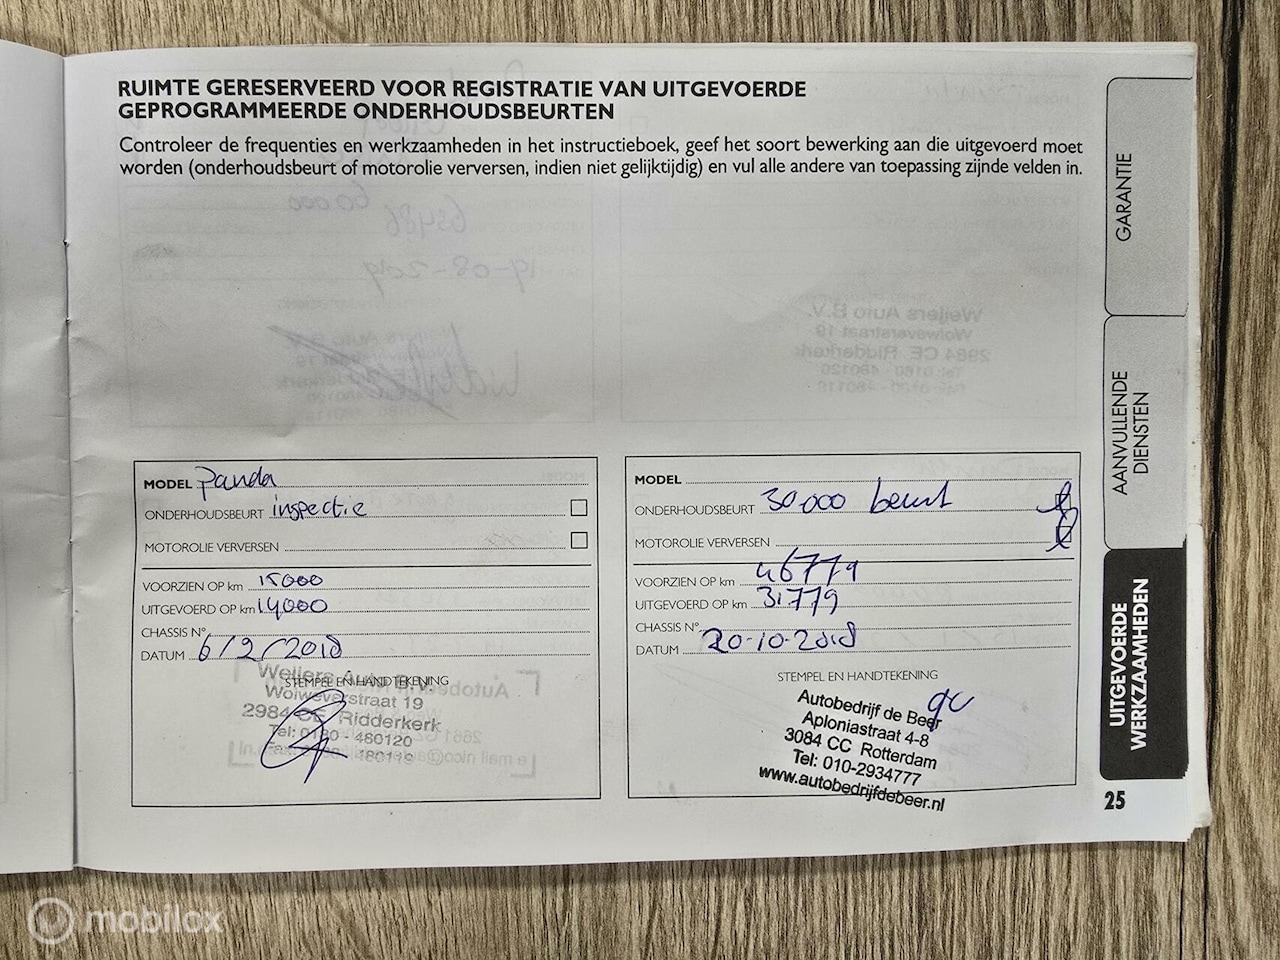 RUIMTE GERESERVEERD VOOR REGISTRATIE VAN UITGEVOERDE
GEPROGRAMMEERDE ONDERHOUDSBEURTEN
Controleer de frequenties en werkzaamheden in het instructieboek, geef het soort bewerking aan die uitgevoerd moet
worden (onderhoudsbeurt of motorolie verversen, indien niet gelijktijdig) en vul alle andere van toepassing zijnde velden in.
MODEL Panda
ONDERHOUDSBEURT inspectie
MOTOROLIE VERVERSEN
VOORZIEN OP km 15000
UITGEVOERD OP km 14000
CHASSIS N°
DATUM 6/2/2018
STEMPEL EN HANDTEKENING
Weijers Auto B.V.
Wolweverstraat 19
2984 CE Ridderkerk
Tel: 0180 - 480120
Fax: 0180 - 480119
MODEL
ONDERHOUDSBEURT 30.000 beurt
MOTOROLIE VERVERSEN
VOORZIEN OP km 46779
UITGEVOERD OP km 31779
CHASSIS N°
DATUM 20-10-2018
STEMPEL EN HANDTEKENING
Autobedrijf de Beer
Aploniastraat 4-8
3084 CC Rotterdam
Tel: 010-2934777
www.autobedrijfdebeer.nl
GARANTIE
AANVULLENDE
DIENSTEN
UITGEVOERDE
WERKZAAMHEDEN
25
mobilox